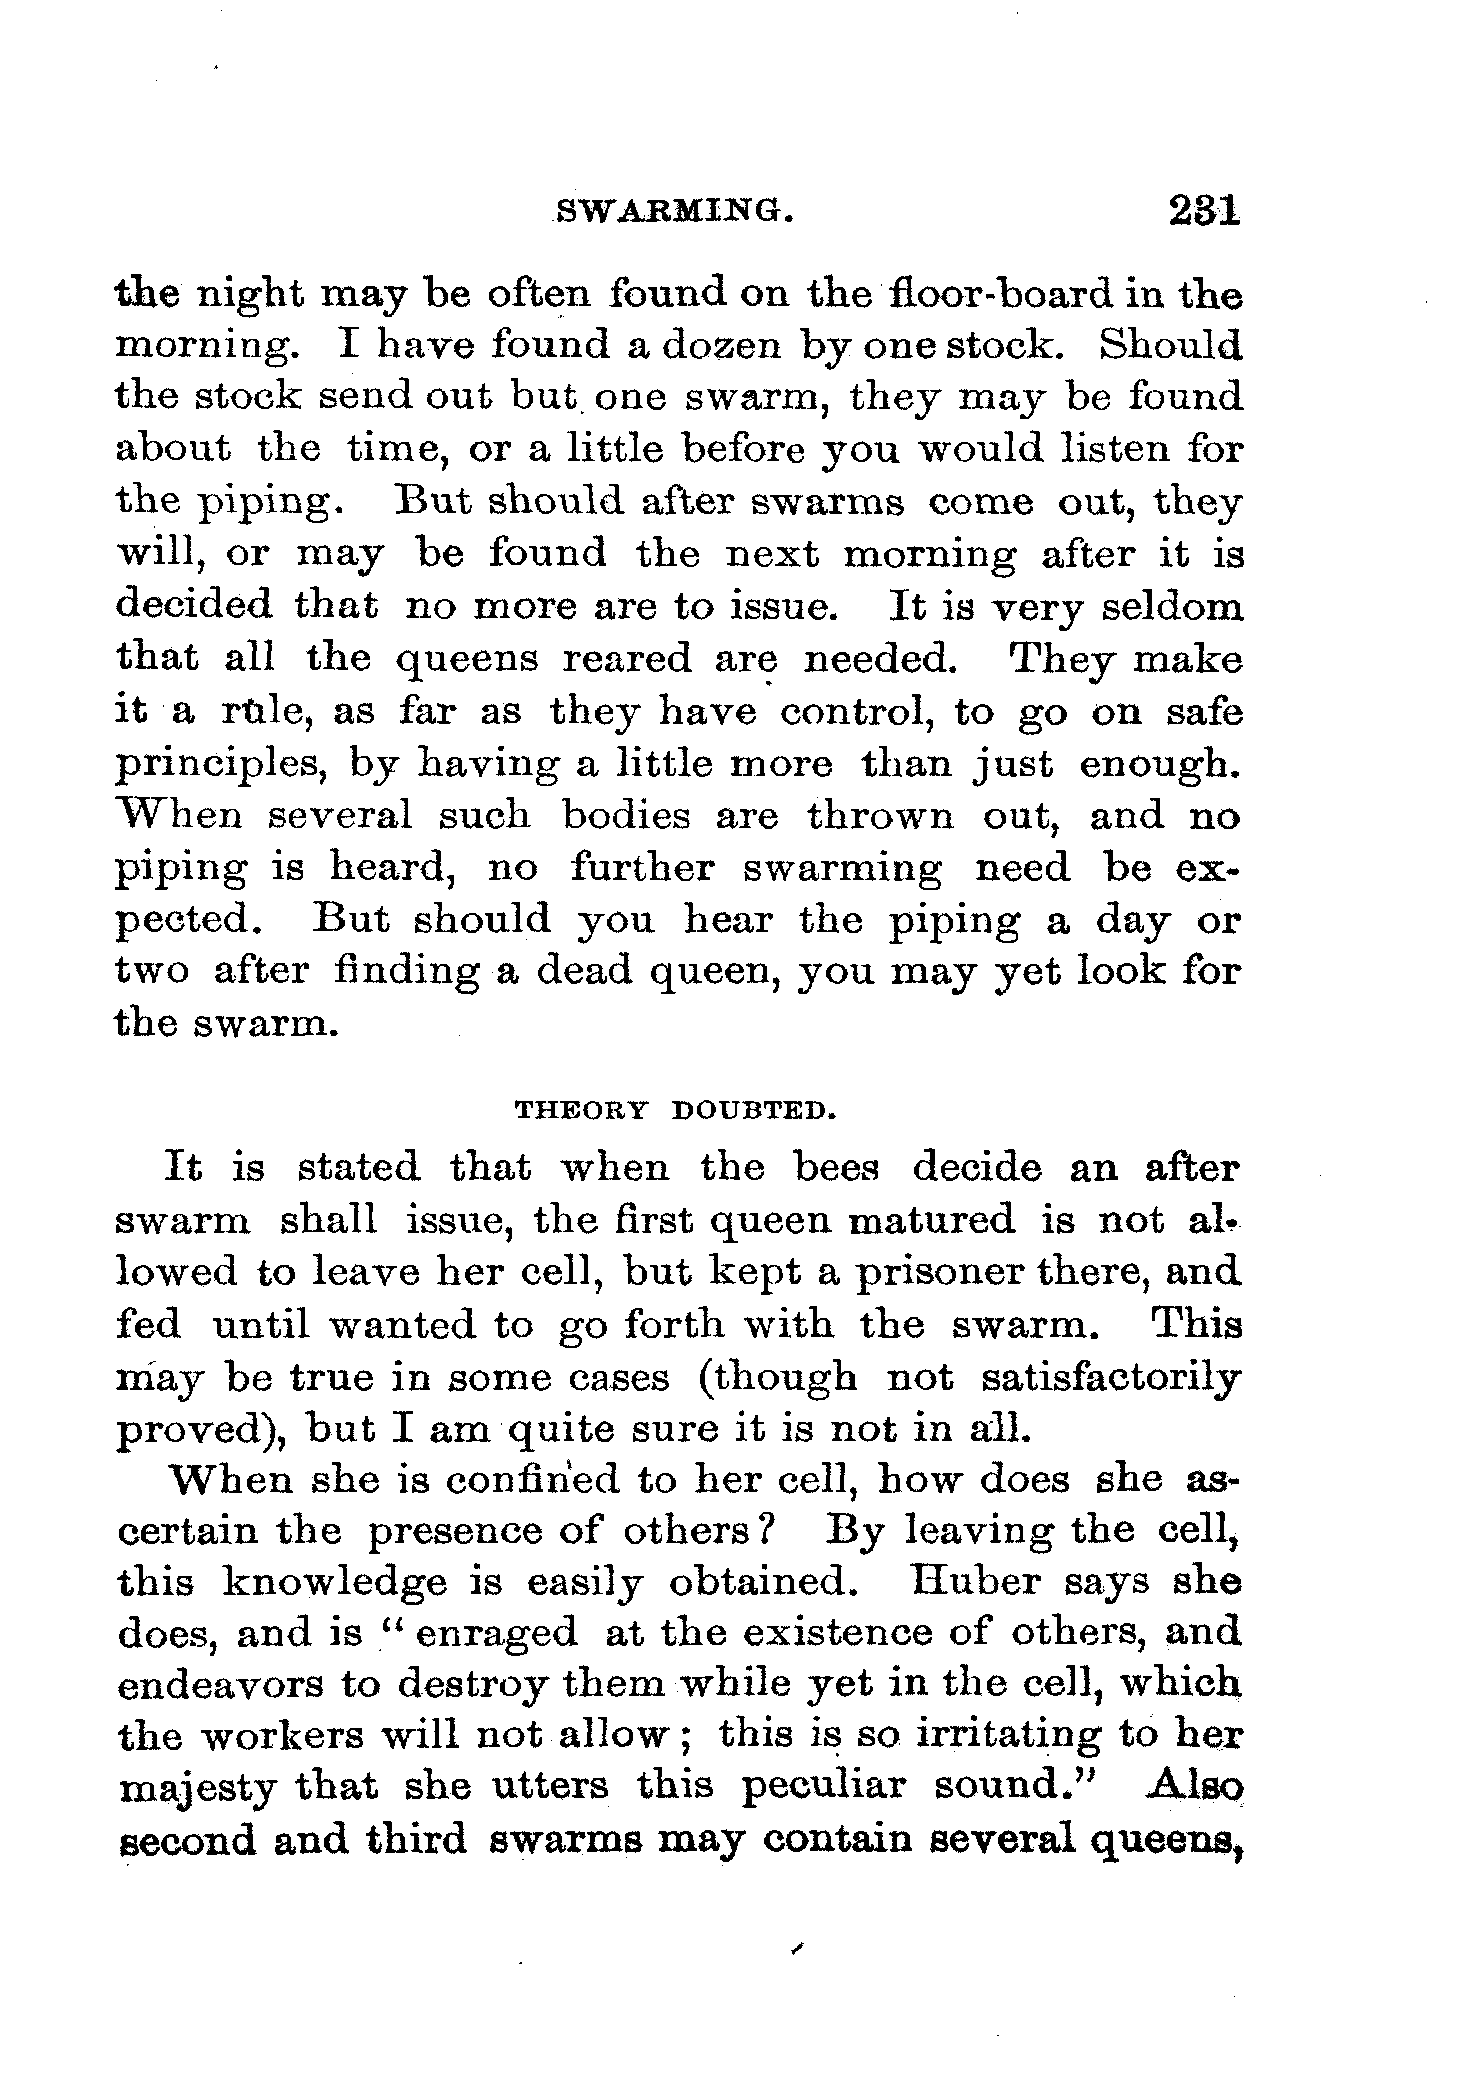 SWARMING. 231
the night may be often found on the floor-board in the
morning. I have found a dozen by one stock. Should
the stock send out but one swarm, they may be found
about the time, or a little before you would listen for
the piping. But should after swarms come out, they
will, or may be found the next morning after it is
decided that no more are to issue. It is very seldom
that all the queens reared are needed. They make
it a rule, as far as they have control, to go on safe
principles, by having a little more than just enough.
When several such bodies are thrown out, and no
piping is heard, no further swarming need be ex-
pected. But should you hear the piping a day or
two after finding a dead queen, you may yet look for
the swarm.
THEORY DOUBTED.
It is stated that when the bees decide an after
swarm shall issue, the first queen matured is not al-
lowed to leave her cell, but kept a prisoner there, and
fed until wanted to go forth with the swarm. This
may be true in some cases (though not satisfactorily
proved), but I am quite sure it is not in all.
When she is confined to her cell, how does she as-
certain the presence of others? By leaving the cell,
this knowledge is easily obtained. Huber says she
does, and is "enraged at the existence of others, and
endeavors to destroy them while yet in the cell, which
the workers will not allow; this is so irritating to her
majesty that she utters this peculiar sound." Also
second and third swarms may contain several queens,